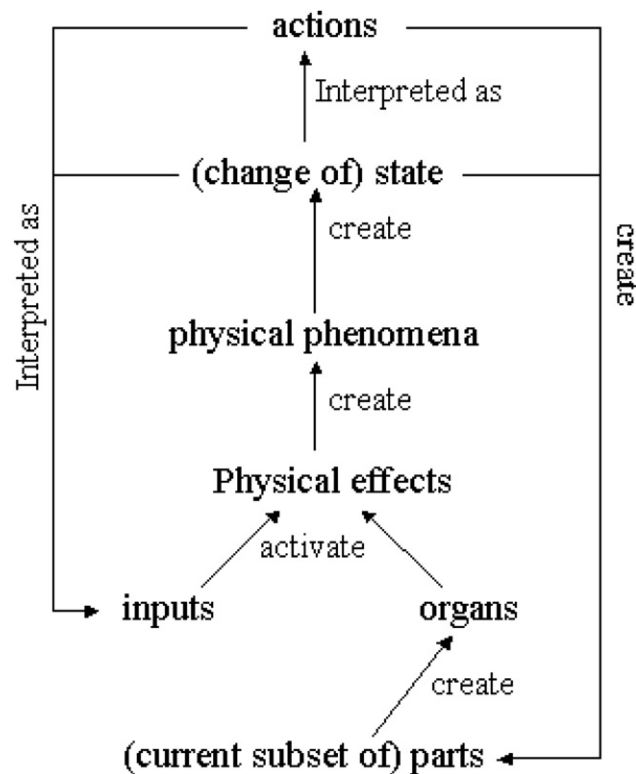 actions
Interpreted as
(change of) state
create
Interpreted as
create
physical phenomena
create
Physical effects
activate
inputs
organs
create
(current subset of) parts